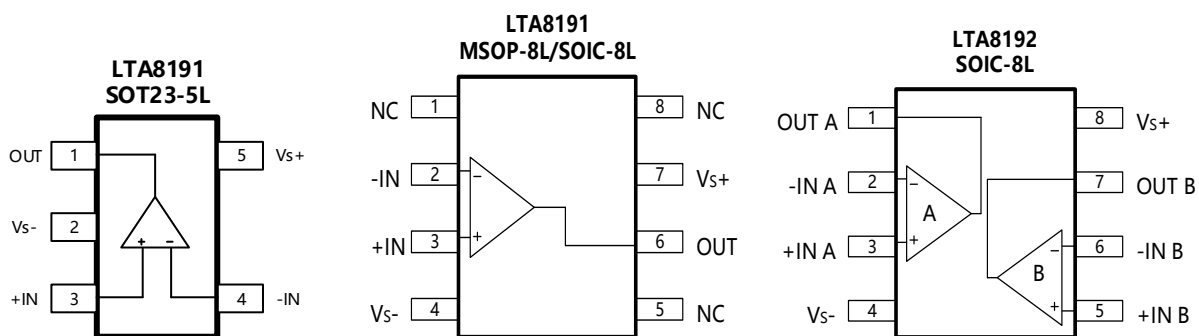 LTA8191
SOT23-5L
OUT 1 5 Vs+
Vs- 2
+ -
+IN 3 4 -IN
LTA8191
MSOP-8L/SOIC-8L
NC 1 8 NC
-IN 2 - 7 Vs+
+IN 3 + 6 OUT
Vs- 4 5 NC
LTA8192
SOIC-8L
OUT A 1 8 Vs+
-IN A 2 - 7 OUT B
A
+IN A 3 + - 6 -IN B
B
Vs- 4 + 5 +IN B